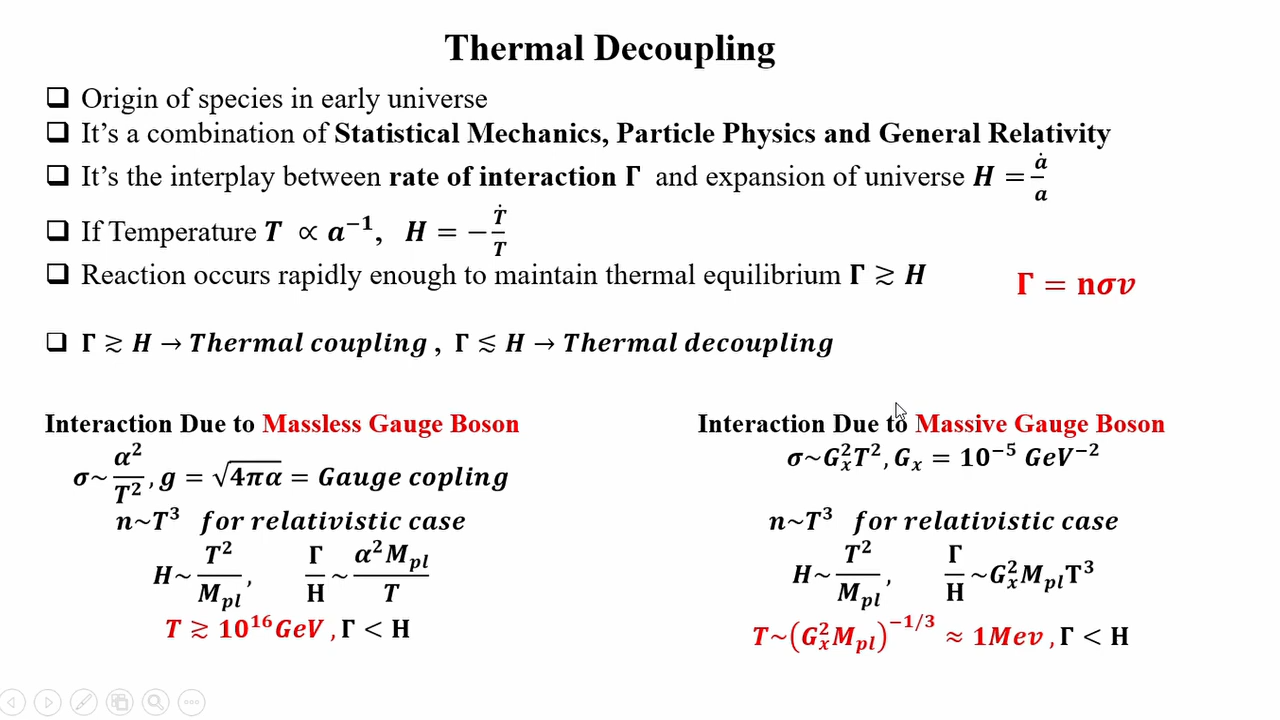 Thermal Decoupling
❑ Origin of species in early universe
❑ It’s a combination of Statistical Mechanics, Particle Physics and General Relativity
❑ It’s the interplay between rate of interaction Γ and expansion of universe H = ȧ/a
❑ If Temperature T ∝ a⁻¹, H = −Ṫ/T
❑ Reaction occurs rapidly enough to maintain thermal equilibrium Γ ≳ H
Γ = nσv
❑ Γ ≳ H → Thermal coupling , Γ ≲ H → Thermal decoupling
Interaction Due to Massless Gauge Boson
σ~α²/T² , g = √(4πα) = Gauge copling
n~T³ for relativistic case
H~T²/M_pl , Γ/H ~ α²M_pl/T
T ≳ 10¹⁶GeV , Γ < H
Interaction Due to Massive Gauge Boson
σ~G_x²T², G_x = 10⁻⁵ GeV⁻²
n~T³ for relativistic case
H~T²/M_pl , Γ/H ~G_x²M_plT³
T~(G_x²M_pl)^(−1/3) ≈ 1Mev , Γ < H